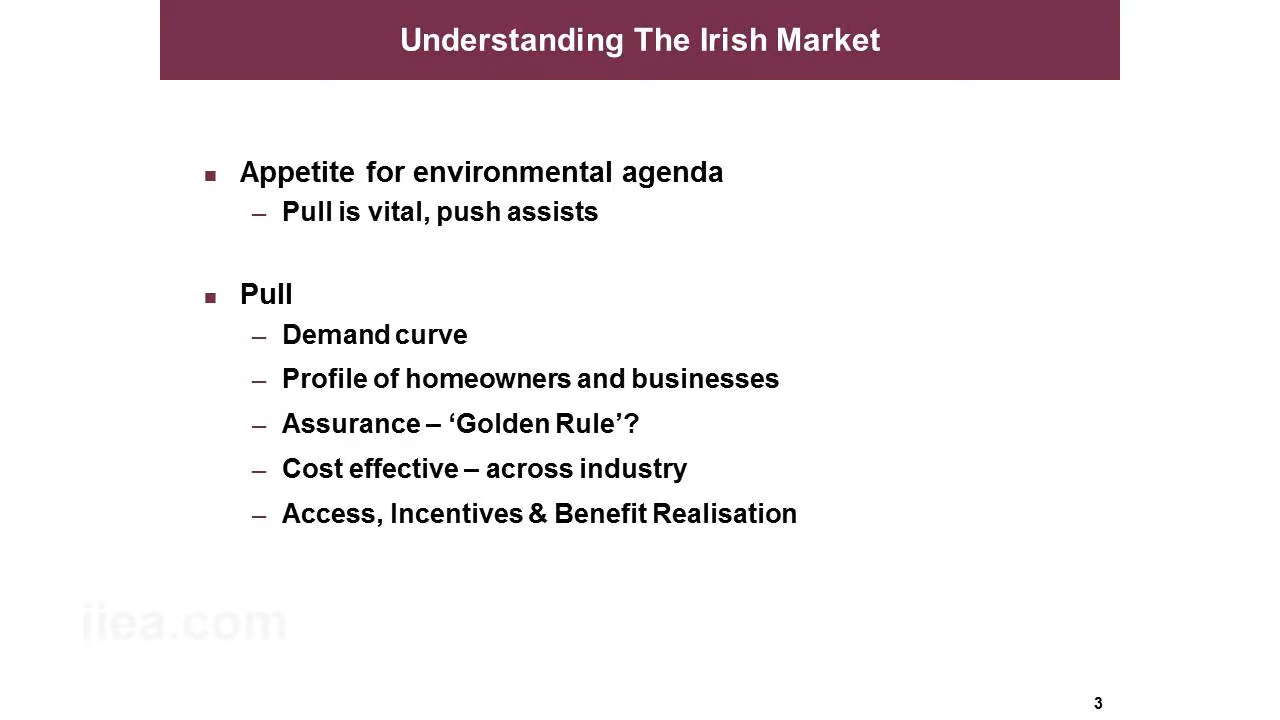 Understanding The Irish Market
▪ Appetite for environmental agenda
– Pull is vital, push assists
▪ Pull
– Demand curve
– Profile of homeowners and businesses
– Assurance – ‘Golden Rule’?
– Cost effective – across industry
– Access, Incentives & Benefit Realisation
iiea.com
3